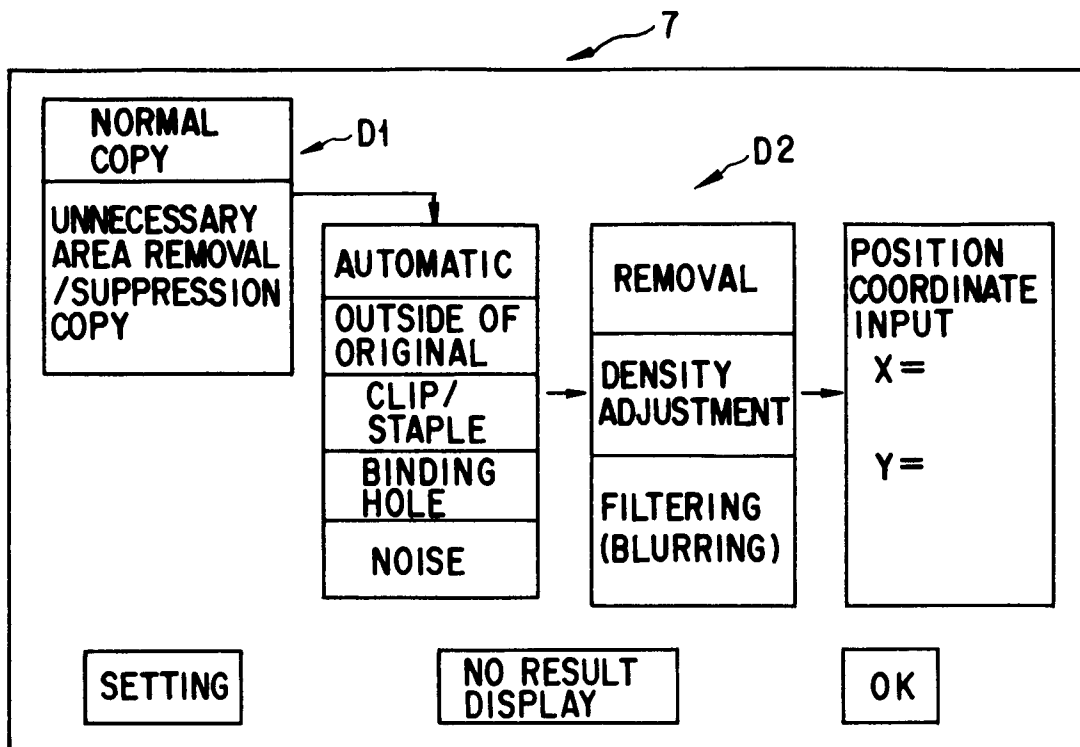 7
NORMAL
COPY
D1
UNNECESSARY
AREA REMOVAL
/SUPPRESSION
COPY
AUTOMATIC
OUTSIDE OF
ORIGINAL
CLIP/
STAPLE
BINDING
HOLE
NOISE
D2
REMOVAL
DENSITY
ADJUSTMENT
FILTERING
(BLURRING)
POSITION
COORDINATE
INPUT
X=
Y=
SETTING
NO RESULT
DISPLAY
OK